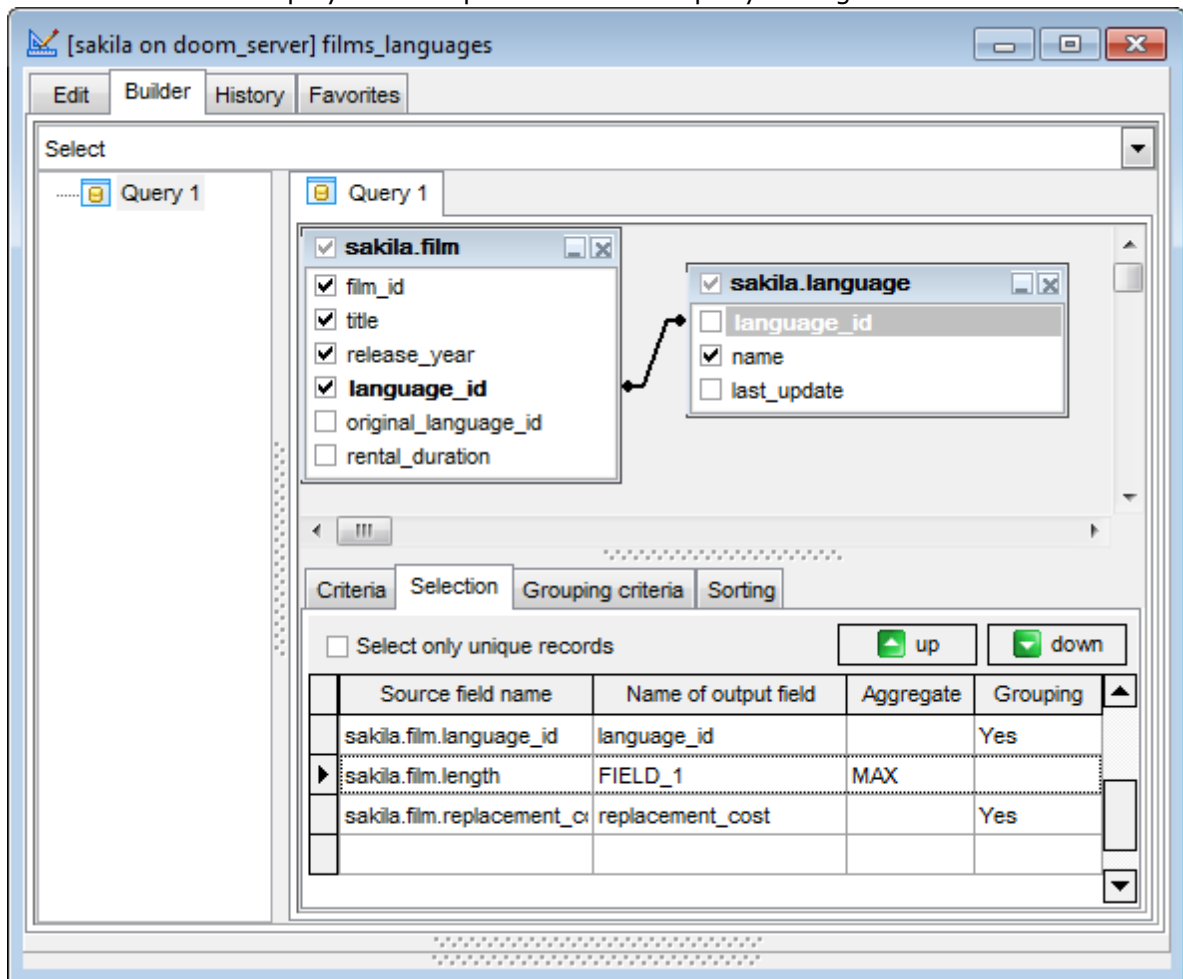 [sakila on doom_server] films_languages
Edit Builder History Favorites
Select
Query 1
Query 1
sakila.film
film_id
title
release_year
language_id
original_language_id
rental_duration
sakila.language
language_id
name
last_update
Criteria Selection Grouping criteria Sorting
Select only unique records up down
Source field name Name of output field Aggregate Grouping
sakila.film.language_id language_id Yes
sakila.film.length FIELD_1 MAX
sakila.film.replacement_c replacement_cost Yes